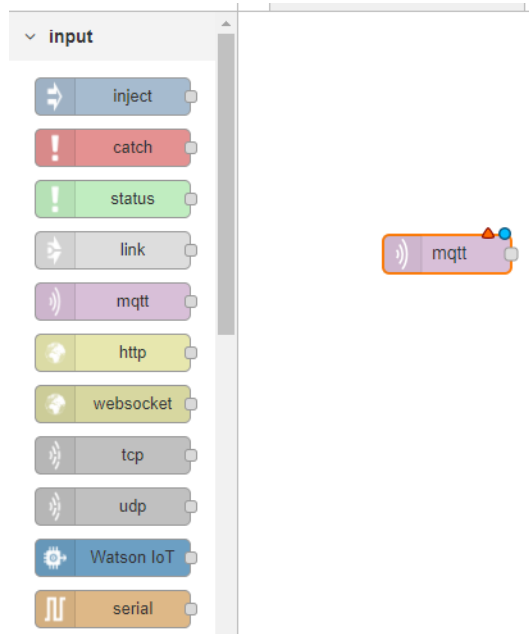 input
inject
catch
status
link
mqtt
mqtt
http
websocket
tcp
udp
Watson IoT
serial